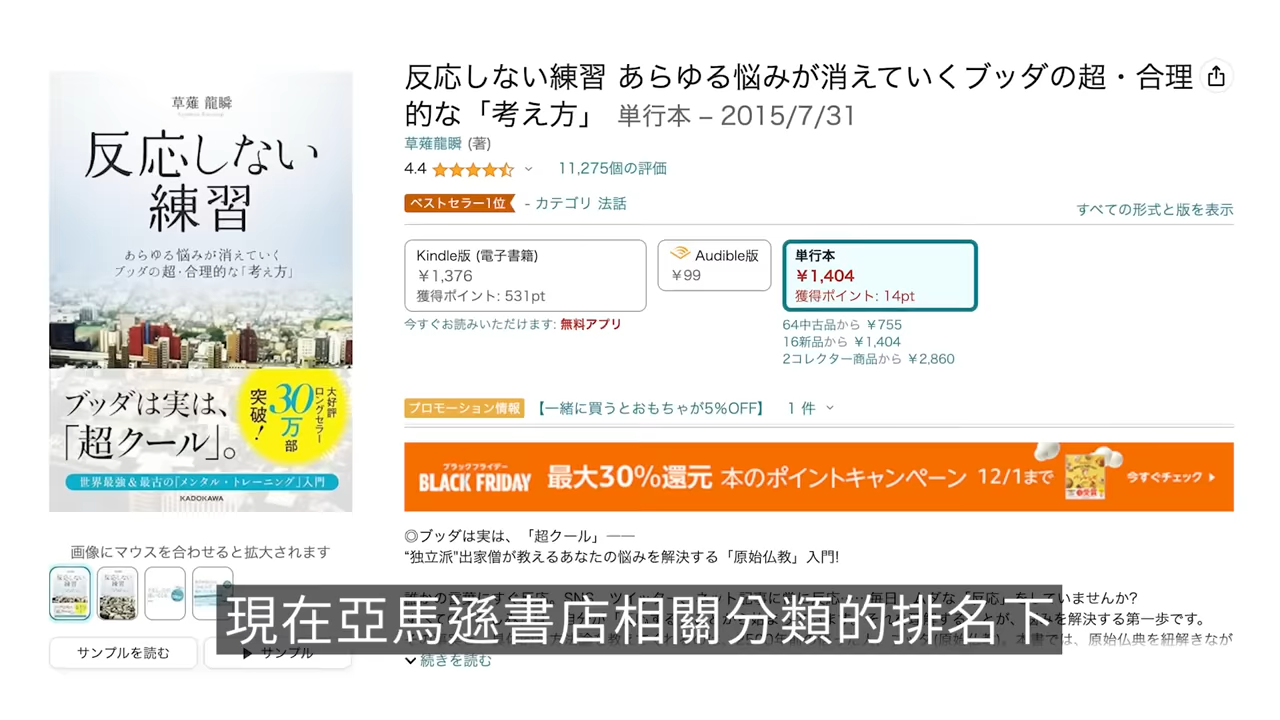 草薙 龍瞬
反応しない
練習
あらゆる悩みが消えていく
ブッダの超・合理的な「考え方」
ブッダは実は、
「超クール」。
大好評
ロングセラー
30万部
突破!
世界最強&最古の「メンタル・トレーニング」入門
KADOKAWA
画像にマウスを合わせると拡大されます
サンプルを読む
▶ サンプル
反応しない練習 あらゆる悩みが消えていくブッダの超・合理
的な「考え方」 単行本 – 2015/7/31
草薙龍瞬 (著)
4.4 11,275個の評価
ベストセラー1位 - カテゴリ 法話
すべての形式と版を表示
Kindle版 (電子書籍)
￥1,376
獲得ポイント: 531pt
今すぐお読みいただけます: 無料アプリ
Audible版
￥99
単行本
￥1,404
獲得ポイント: 14pt
64中古品から ￥755
16新品から ￥1,404
2コレクター商品から ￥2,860
プロモーション情報 【一緒に買うとおもちゃが5%OFF】 1 件
ブラックフライデー
BLACK FRIDAY 最大30%還元 本のポイントキャンペーン 12/1まで 今すぐチェック
◎ブッダは実は、「超クール」――
“独立派"出家僧が教えるあなたの悩みを解決する「原始仏教」入門!
していませんか?
を解決する第一歩です。
本書では、原始仏典を紐解きなが
続きを読む
現在亞馬遜書店相關分類的排名下